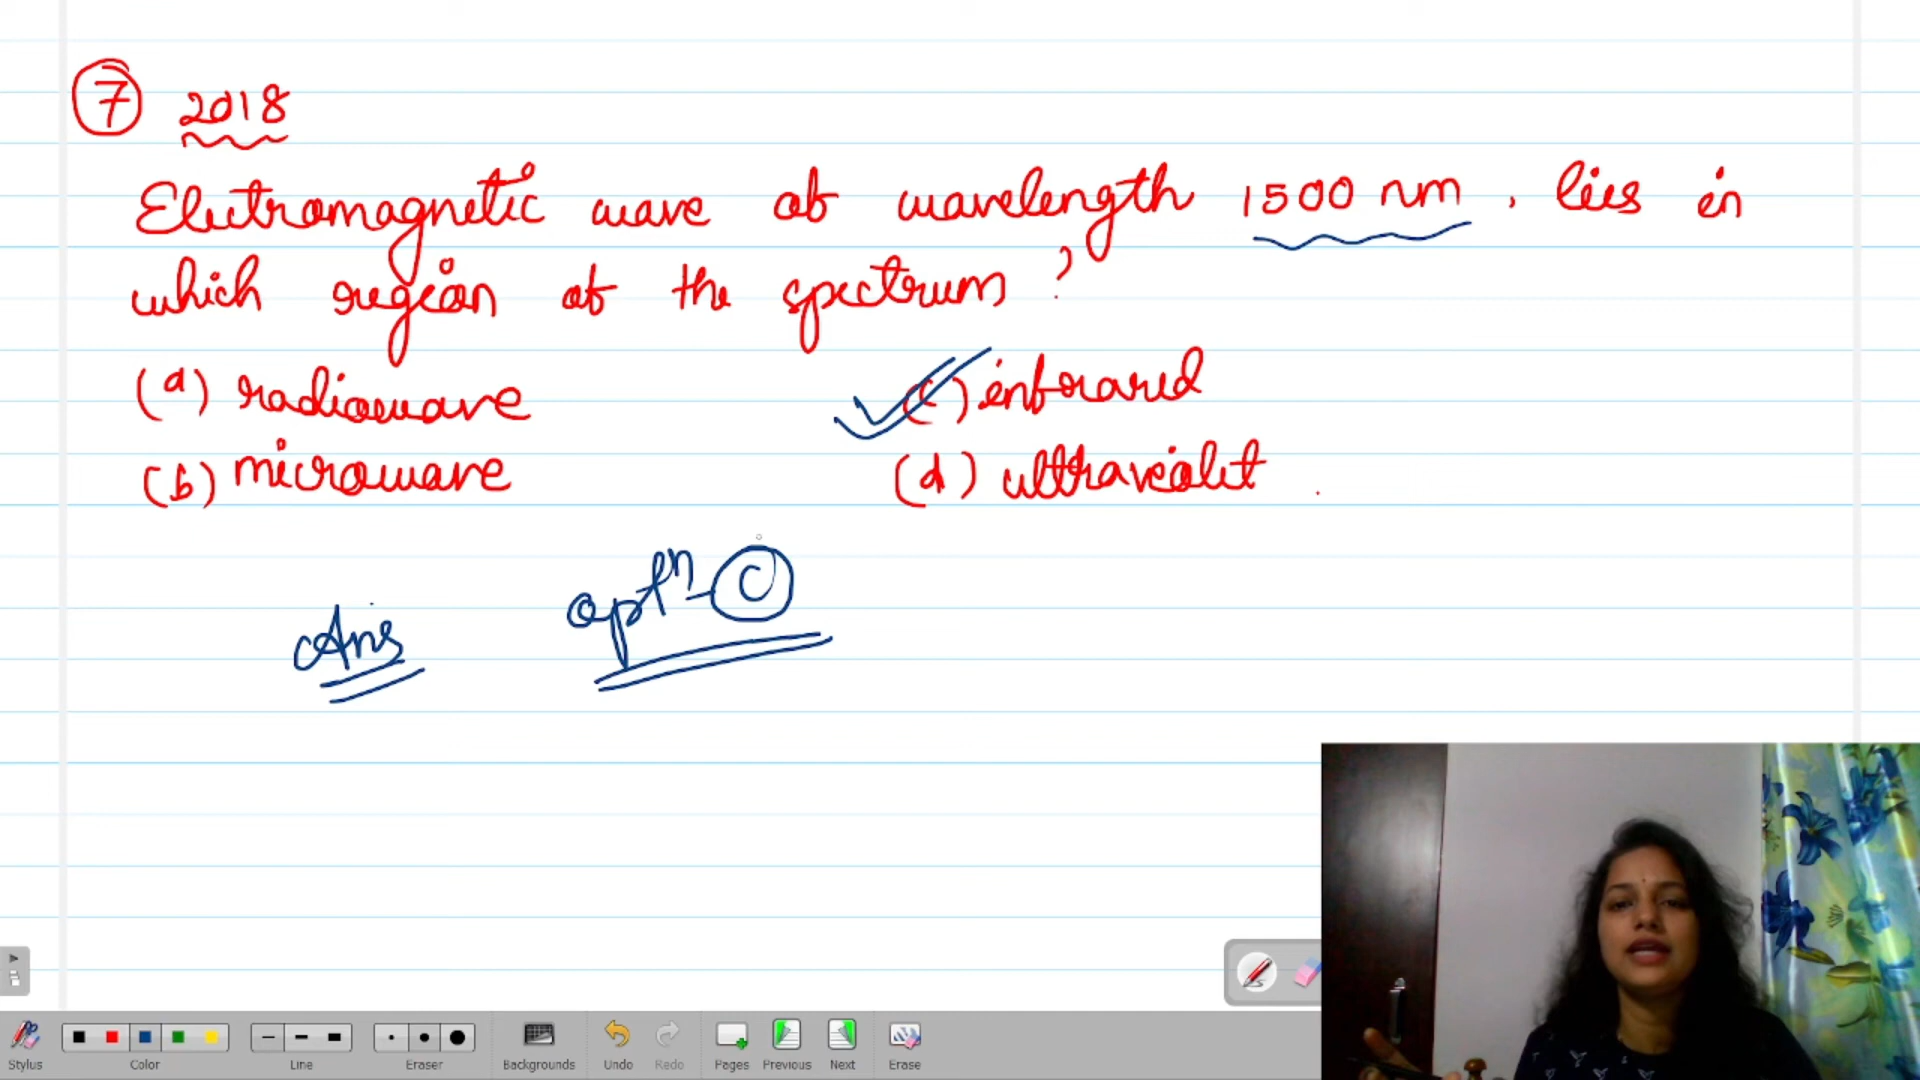 7 2018
Electromagnetic wave of wavelength 1500 nm, lies in
which region of the spectrum?
(a) radiowave
(c) infrared
(b) microwave
(d) ultraviolet.
Ans optn - C
Stylus
Color
Line
Eraser
Backgrounds
Undo
Redo
Pages
Previous
Next
Erase